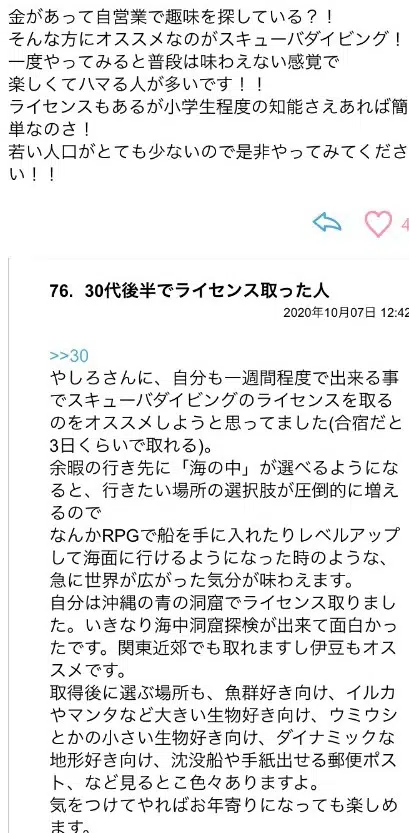 金があって自営業で趣味を探している？！
そんな方にオススメなのがスキューバダイビング！
一度やってみると普段は味わえない感覚で
楽しくてハマる人が多いです！！
ライセンスもあるが小学生程度の知能さえあれば簡
単なのさ！
若い人口がとても少ないので是非やってみてくださ
い！！
4
76. 30代後半でライセンス取った人
2020年10月07日 12:42
>>30
やしろさんに、自分も一週間程度で出来る事
でスキューバダイビングのライセンスを取る
のをオススメしようと思ってました(合宿だと
3日くらいで取れる)。
余暇の行き先に「海の中」が選べるようにな
ると、行きたい場所の選択肢が圧倒的に増え
るので
なんかRPGで船を手に入れたりレベルアップ
して海面に行けるようになった時のような、
急に世界が広がった気分が味わえます。
自分は沖縄の青の洞窟でライセンス取りまし
た。いきなり海中洞窟探検が出来て面白かっ
たです。関東近郊でも取れますし伊豆もオス
スメです。
取得後に選ぶ場所も、魚群好き向け、イルカ
やマンタなど大きい生物好き向け、ウミウシ
とかの小さい生物好き向け、ダイナミックな
地形好き向け、沈没船や手紙出せる郵便ポス
ト、など見るとこ色々ありますよ。
気をつけてやればお年寄りになっても楽しめ
ます。